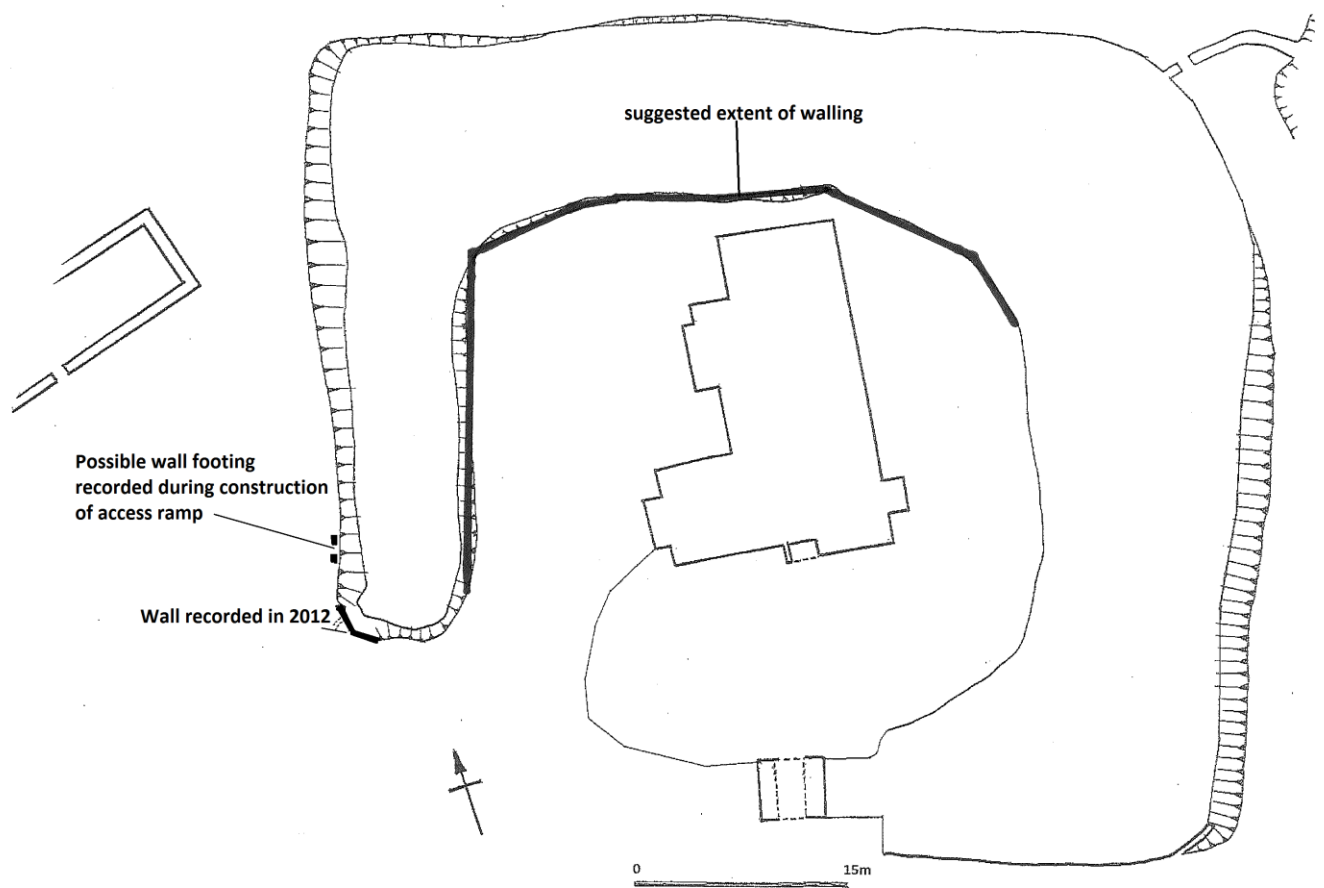 suggested extent of walling
Possible wall footing
recorded during construction
of access ramp
Wall recorded in 2012
0 15m